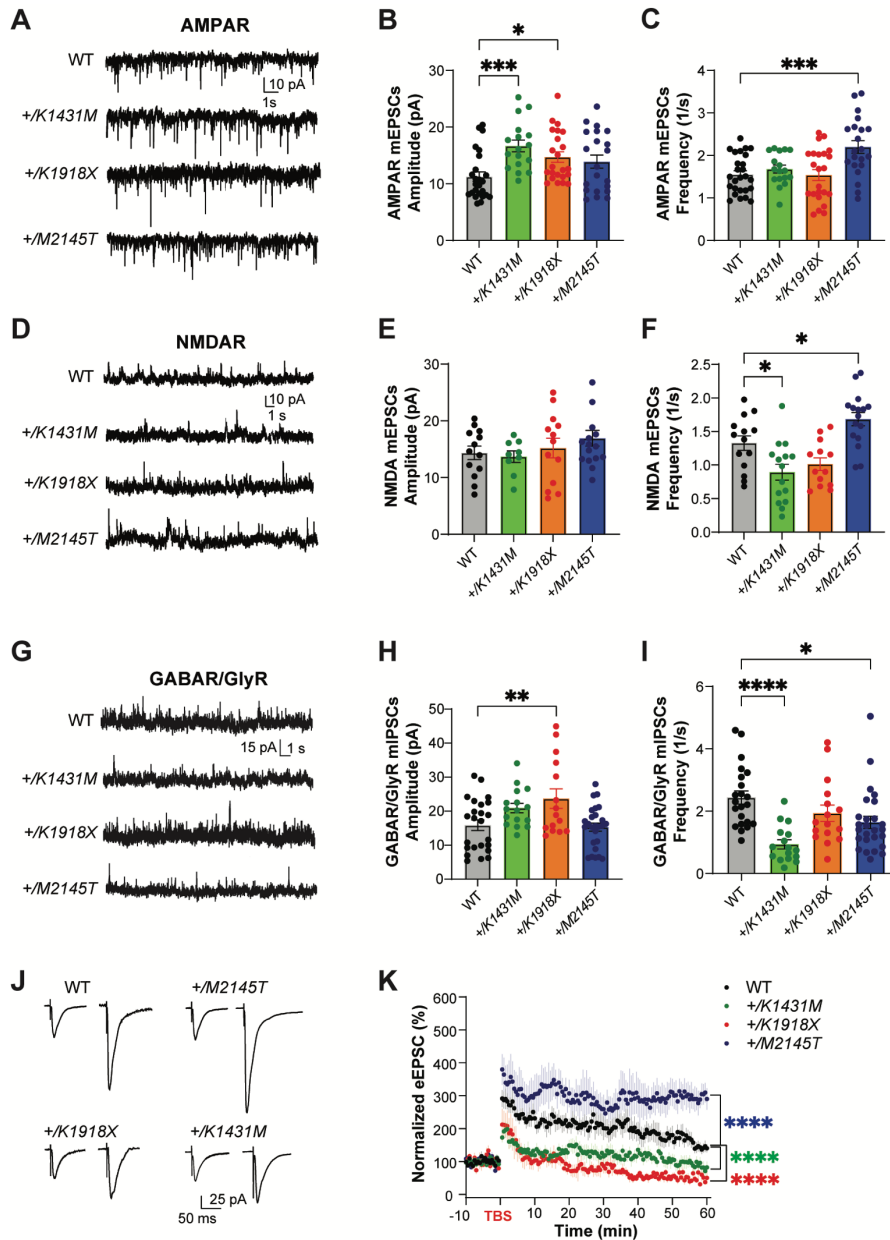 A
AMPAR
WT
10 pA
1s
+/K1431M
+/K1918X
+/M2145T
B
AMPAR mEPSCs
Amplitude (pA)
30
20
10
0
*
***
WT
+/K1431M
+/K1918X
+/M2145T
C
AMPAR mEPSCs
Frequency (1/s)
4
3
2
1
0
***
WT
+/K1431M
+/K1918X
+/M2145T
D
NMDAR
WT
10 pA
1 s
+/K1431M
+/K1918X
+/M2145T
E
NMDA mEPSCs
Amplitude (pA)
30
20
10
0
WT
+/K1431M
+/K1918X
+/M2145T
F
NMDA mEPSCs
Frequency (1/s)
2.5
2.0
1.5
1.0
0.5
0.0
*
*
WT
+/K1431M
+/K1918X
+/M2145T
G
GABAR/GlyR
WT
15 pA 1 s
+/K1431M
+/K1918X
+/M2145T
H
GABAR/GlyR mIPSCs
Amplitude (pA)
50
40
30
20
10
0
**
WT
+/K1431M
+/K1918X
+/M2145T
I
GABAR/GlyR mIPSCs
Frequency (1/s)
6
4
2
0
*
****
WT
+/K1431M
+/K1918X
+/M2145T
J
WT
+/M2145T
+/K1918X
+/K1431M
25 pA
50 ms
K
WT
+/K1431M
+/K1918X
+/M2145T
Normalized eEPSC (%)
600
500
400
300
200
100
0
****
****
****
-10 TBS 10 20 30 40 50 60
Time (min)